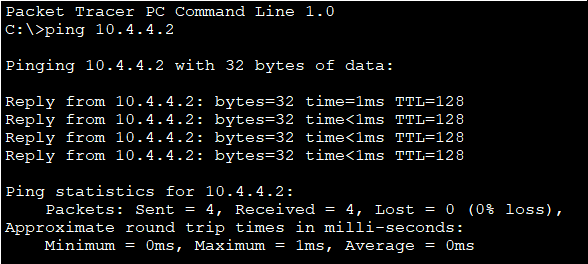 Packet Tracer PC Command Line 1.0
C:\>ping 10.4.4.2
Pinging 10.4.4.2 with 32 bytes of data:
Reply from 10.4.4.2: bytes=32 time=1ms TTL=128
Reply from 10.4.4.2: bytes=32 time<1ms TTL=128
Reply from 10.4.4.2: bytes=32 time<1ms TTL=128
Reply from 10.4.4.2: bytes=32 time<1ms TTL=128
Ping statistics for 10.4.4.2:
    Packets: Sent = 4, Received = 4, Lost = 0 (0% loss),
Approximate round trip times in milli-seconds:
    Minimum = 0ms, Maximum = 1ms, Average = 0ms